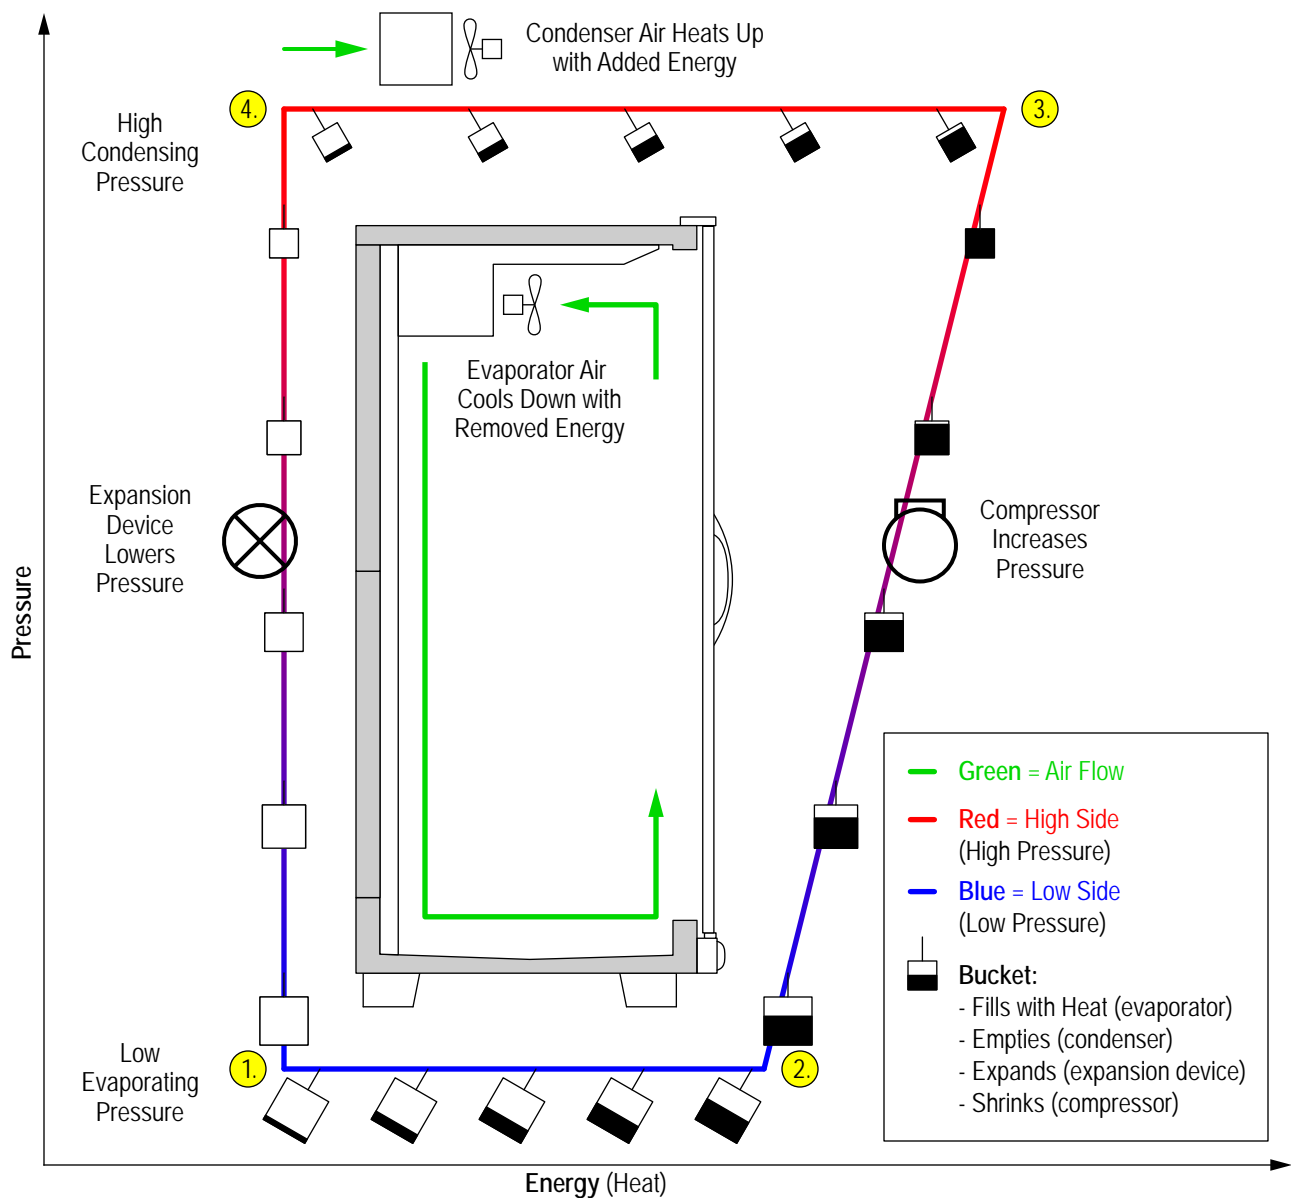 Condenser Air Heats Up
with Added Energy
4.
3.
High
Condensing
Pressure
Evaporator Air
Cools Down with
Removed Energy
Expansion
Device
Lowers
Pressure
Compressor
Increases
Pressure
Pressure
Green = Air Flow
Red = High Side
(High Pressure)
Blue = Low Side
(Low Pressure)
Bucket:
- Fills with Heat (evaporator)
- Empties (condenser)
- Expands (expansion device)
- Shrinks (compressor)
Low
Evaporating
Pressure
1.
2.
Energy (Heat)